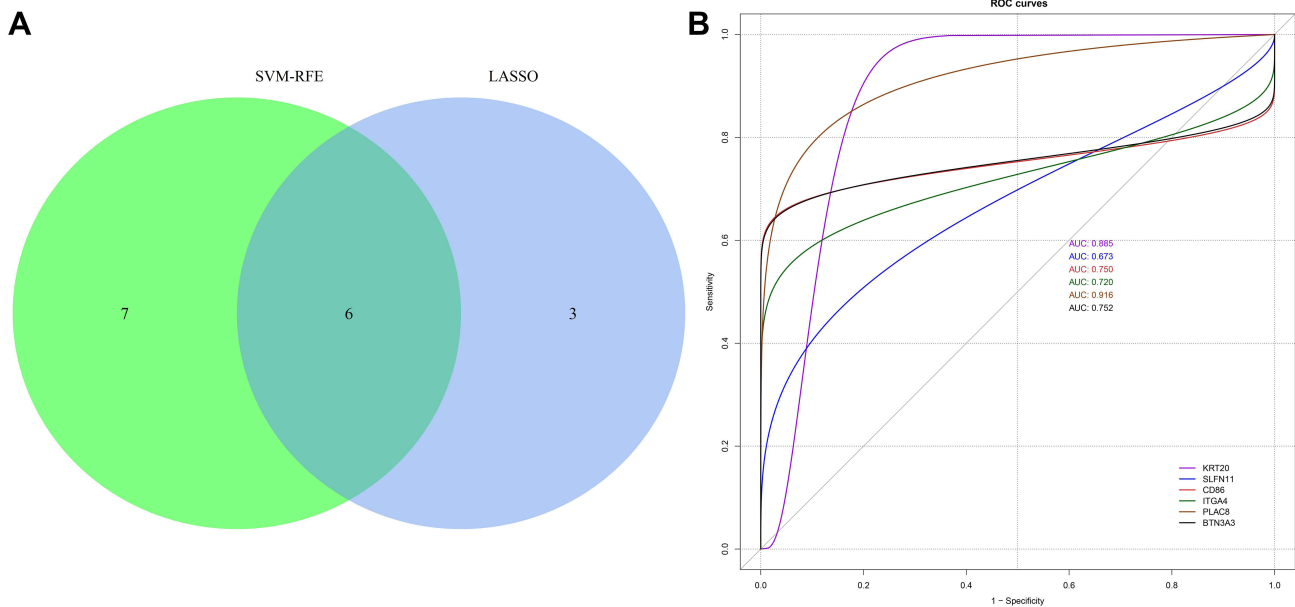 A
SVM-RFE
LASSO
7
6
3
B
ROC curves
Sensitivity
1.0
0.8
0.6
0.4
0.2
0.0
AUC: 0.885
AUC: 0.673
AUC: 0.750
AUC: 0.720
AUC: 0.916
AUC: 0.752
KRT20
SLFN11
CD86
ITGA4
PLAC8
BTN3A3
0.0 0.2 0.4 0.6 0.8 1.0
1 − Specificity